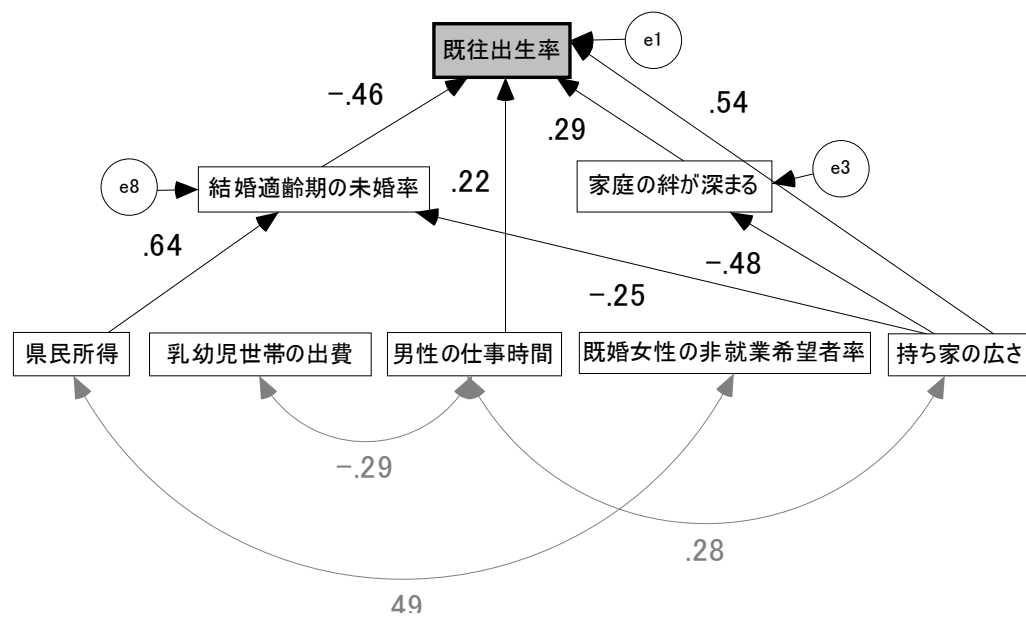 既往出生率
e1
-.46
.54
.29
e8
結婚適齢期の未婚率
.22
家庭の絆が深まる
e3
.64
-.48
-.25
県民所得
乳幼児世帯の出費
男性の仕事時間
既婚女性の非就業希望者率
持ち家の広さ
-.29
.28
49